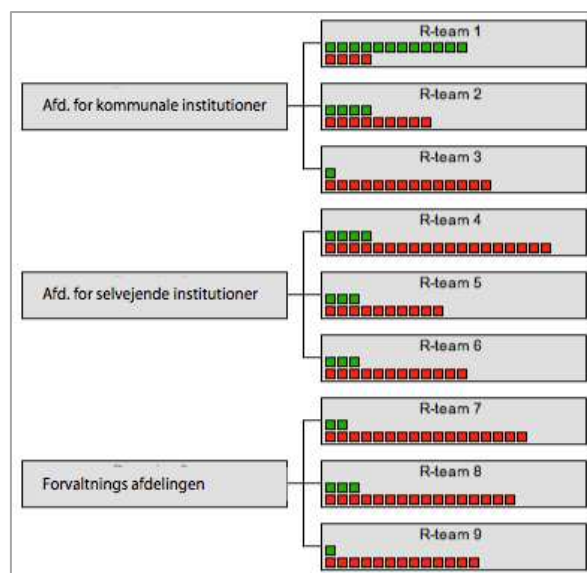 R-team 1
Afd. for kommunale institutioner
R-team 2
R-team 3
R-team 4
Afd. for selvejende institutioner
R-team 5
R-team 6
R-team 7
Forvaltnings afdelingen
R-team 8
R-team 9